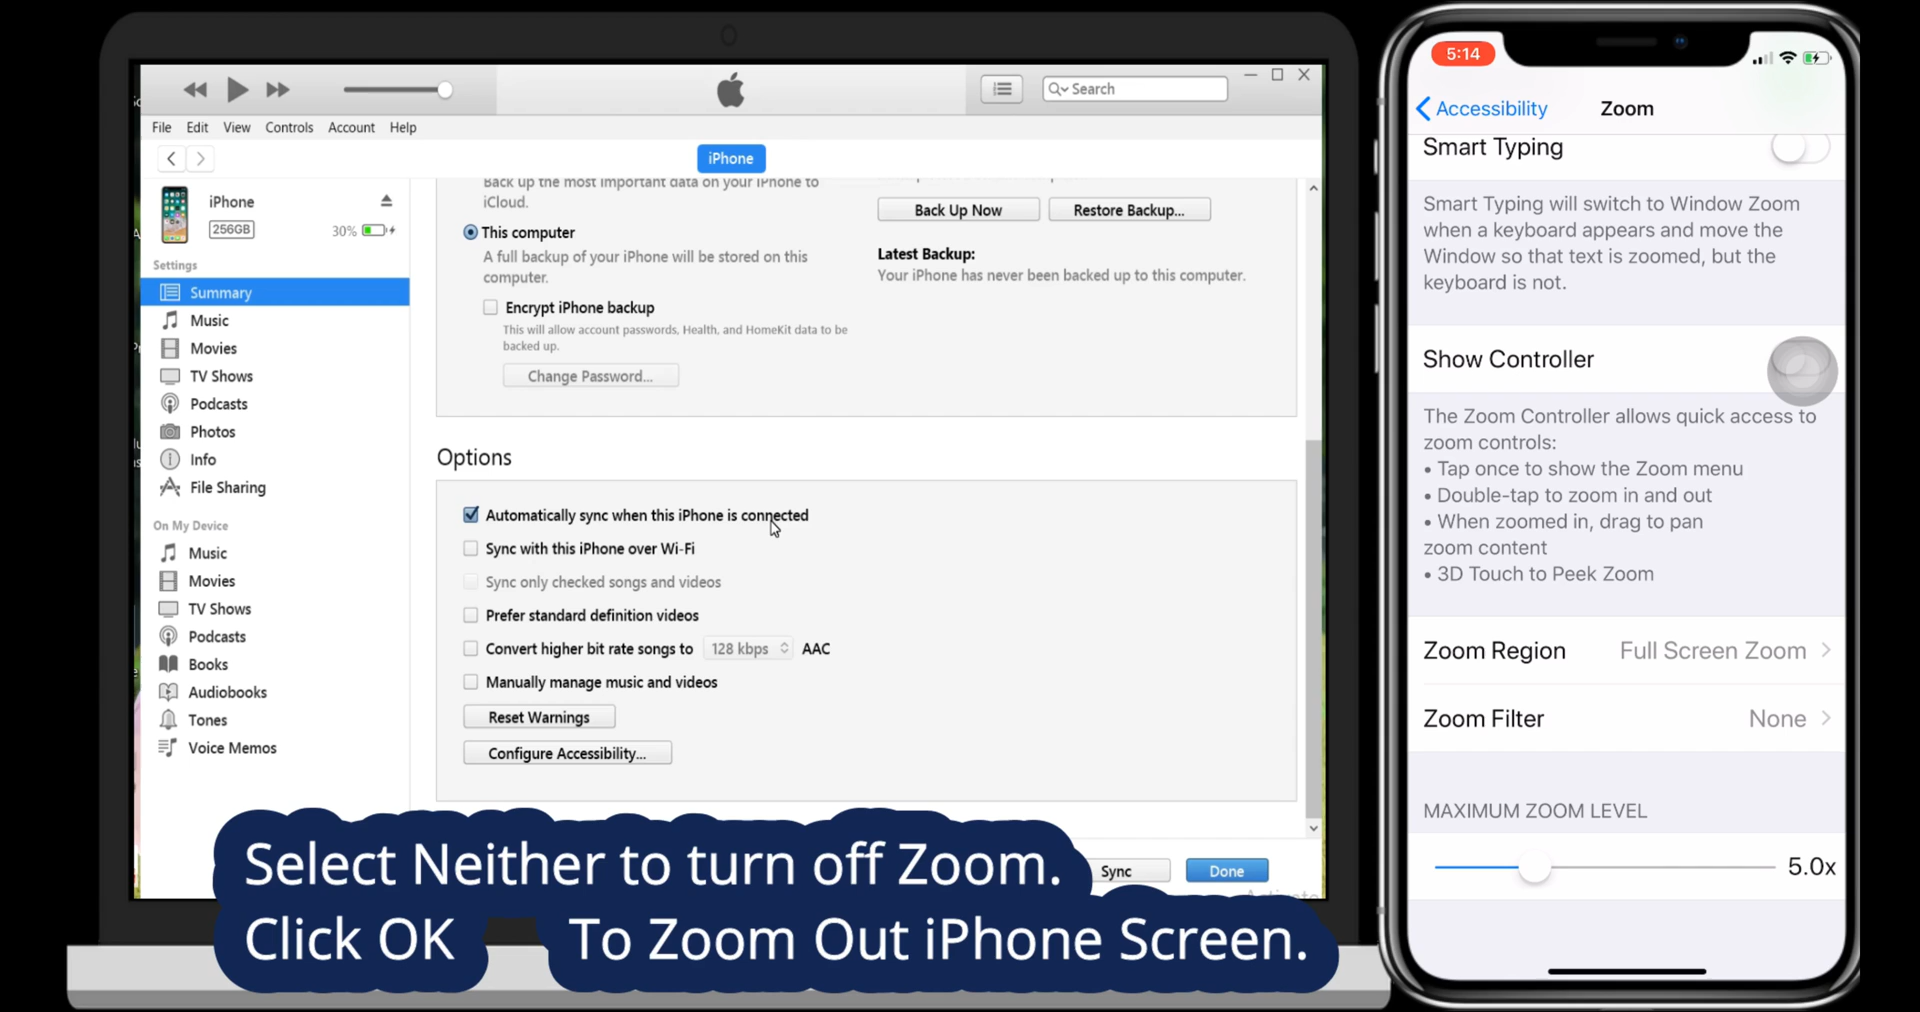 Search
File Edit View Controls Account Help
iPhone
iPhone
256GB
30%
Settings
Summary
Music
Movies
TV Shows
Podcasts
Photos
Info
File Sharing
On My Device
Music
Movies
TV Shows
Podcasts
Books
Audiobooks
Tones
Voice Memos
Back up the most important data on your iPhone to
iCloud.
This computer
A full backup of your iPhone will be stored on this
computer.
Encrypt iPhone backup
This will allow account passwords, Health, and HomeKit data to be
backed up.
Change Password...
Back Up Now Restore Backup...
Latest Backup:
Your iPhone has never been backed up to this computer.
Options
Automatically sync when this iPhone is connected
Sync with this iPhone over Wi-Fi
Sync only checked songs and videos
Prefer standard definition videos
Convert higher bit rate songs to 128 kbps AAC
Manually manage music and videos
Reset Warnings
Configure Accessibility...
Sync Done
Select Neither to turn off Zoom.
Click OK To Zoom Out iPhone Screen.
5:14
Accessibility Zoom
Smart Typing
Smart Typing will switch to Window Zoom
when a keyboard appears and move the
Window so that text is zoomed, but the
keyboard is not.
Show Controller
The Zoom Controller allows quick access to
zoom controls:
• Tap once to show the Zoom menu
• Double-tap to zoom in and out
• When zoomed in, drag to pan
zoom content
• 3D Touch to Peek Zoom
Zoom Region Full Screen Zoom
Zoom Filter None
MAXIMUM ZOOM LEVEL
5.0x